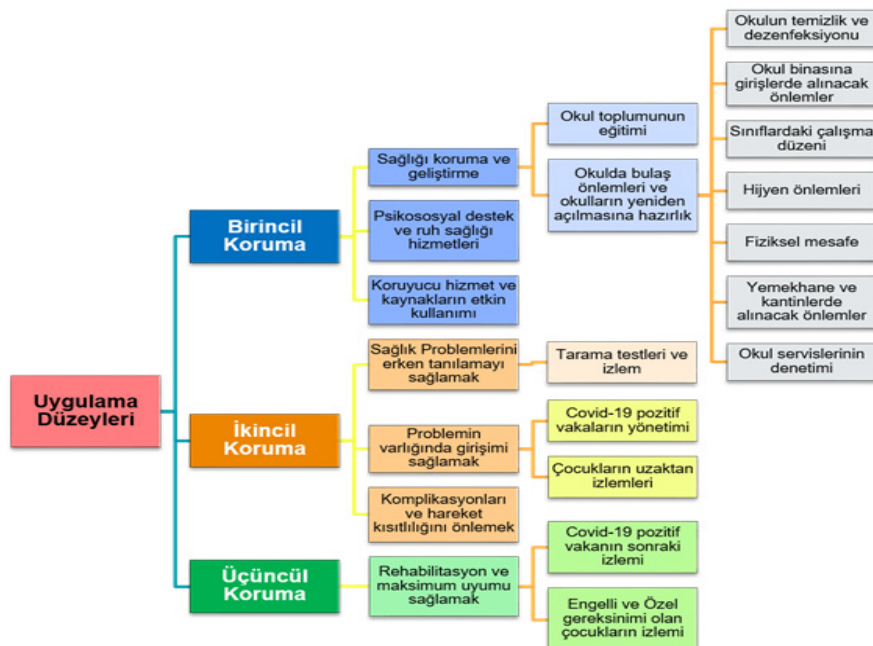 Uygulama
Düzeyleri
Birincil
Koruma
Sağlığı koruma ve
geliştirme
Okul toplumunun
eğitimi
Okulda bulaş
önlemleri ve
okulların yeniden
açılmasına hazırlık
Okulun temizlik ve
dezenfeksiyonu
Okul binasına
girişlerde alınacak
önlemler
Sınıflardaki çalışma
düzeni
Hijyen önlemleri
Fiziksel mesafe
Yemekhane ve
kantinlerde
alınacak önlemler
Okul servislerinin
denetimi
Psikososyal destek
ve ruh sağlığı
hizmetleri
Koruyucu hizmet ve
kaynakların etkin
kullanımı
İkincil
Koruma
Sağlık Problemlerini
erken tanılamayı
sağlamak
Tarama testleri ve
izlem
Problemin
varlığında girişimi
sağlamak
Covid-19 pozitif
vakaların yönetimi
Çocukların uzaktan
izlemleri
Komplikasyonları
ve hareket
kısıtlılığını önlemek
Üçüncül
Koruma
Rehabilitasyon ve
maksimum uyumu
sağlamak
Covid-19 pozitif
vakanın sonraki
izlemi
Engelli ve Özel
gereksinimi olan
çocukların izlemi